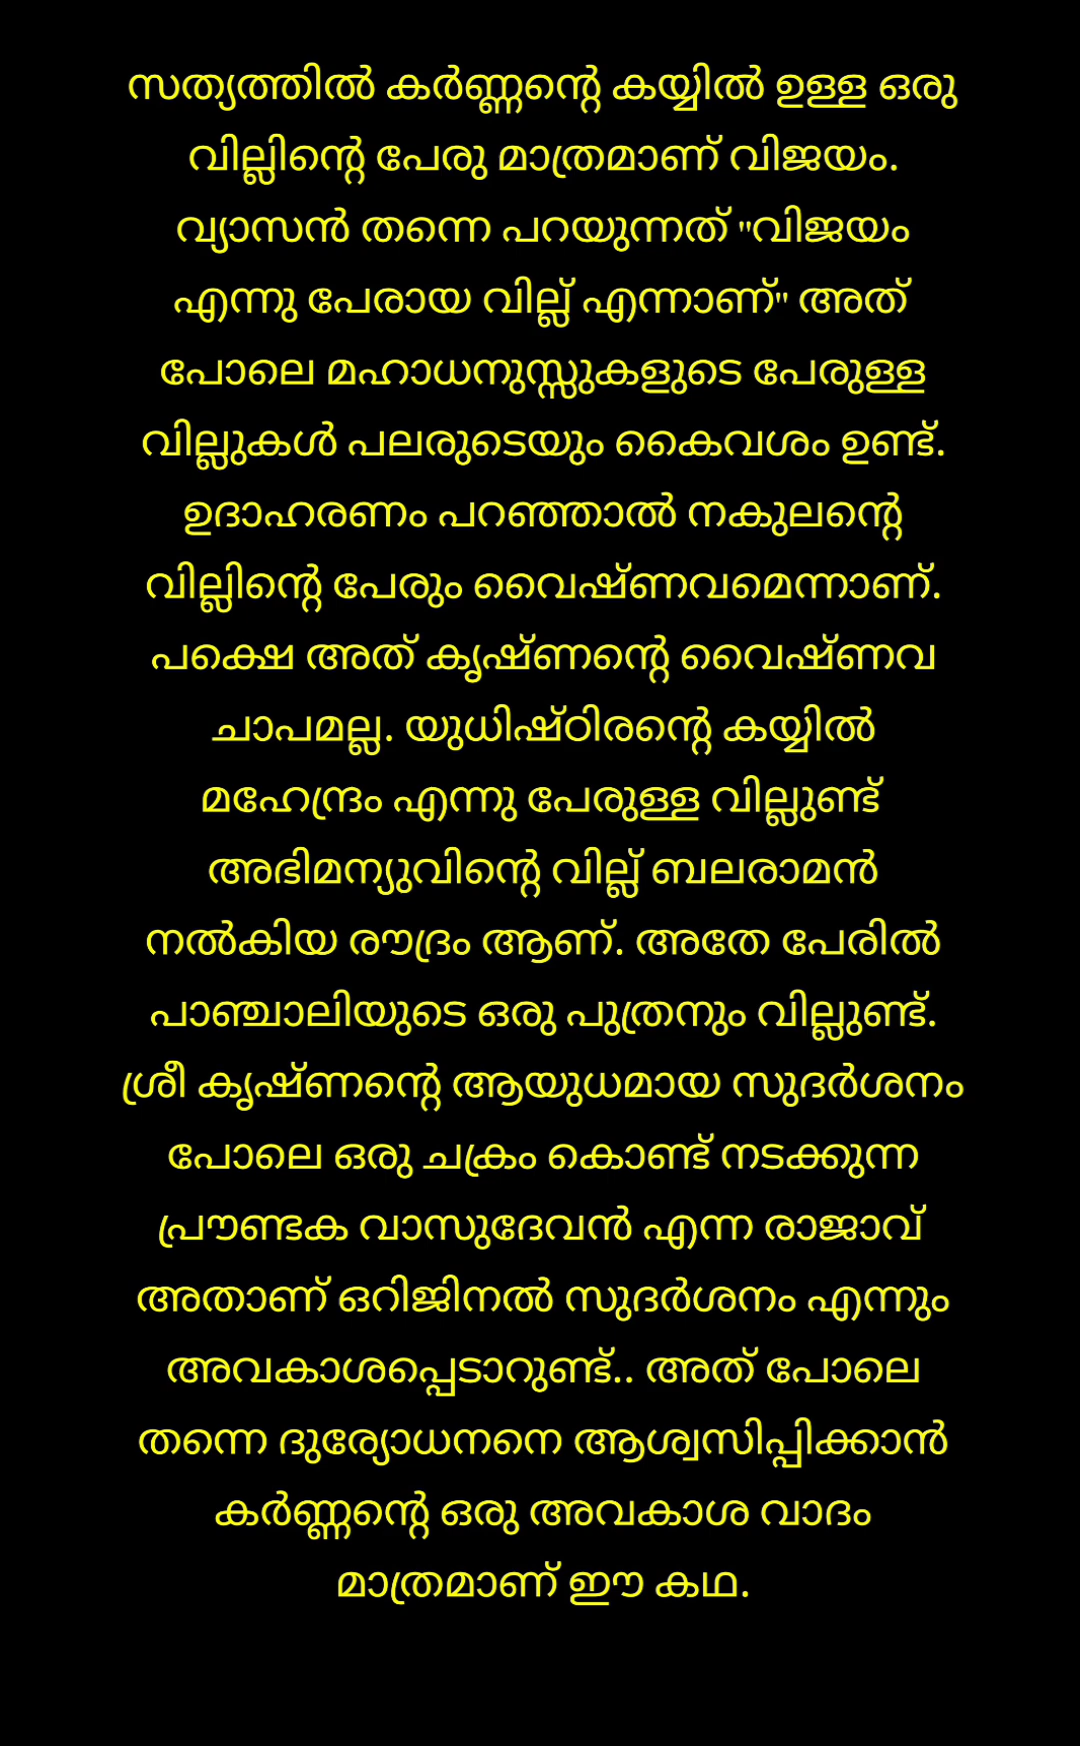 സത്യത്തിൽ കർണ്ണന്റെ കയ്യിൽ ഉള്ള ഒരു
വില്ലിന്റെ പേരു മാത്രമാണ് വിജയം.
വ്യാസൻ തന്നെ പറയുന്നത് "വിജയം
എന്നു പേരായ വില്ല് എന്നാണ്" അത്
പോലെ മഹാധനുസ്സുകളുടെ പേരുള്ള
വില്ലുകൾ പലരുടെയും കൈവശം ഉണ്ട്.
ഉദാഹരണം പറഞ്ഞാൽ നകുലന്റെ
വില്ലിന്റെ പേരും വൈഷ്ണവമെന്നാണ്.
പക്ഷെ അത് കൃഷ്ണന്റെ വൈഷ്ണവ
ചാപമല്ല. യുധിഷ്ഠിരന്റെ കയ്യിൽ
മഹേന്ദ്രം എന്നു പേരുള്ള വില്ലുണ്ട്
അഭിമന്യുവിന്റെ വില്ല് ബലരാമൻ
നൽകിയ രൗദ്രം ആണ്. അതേ പേരിൽ
പാഞ്ചാലിയുടെ ഒരു പുത്രനും വില്ലുണ്ട്.
ശ്രീ കൃഷ്ണന്റെ ആയുധമായ സുദർശനം
പോലെ ഒരു ചക്രം കൊണ്ട് നടക്കുന്ന
പ്രൗണ്ടക വാസുദേവൻ എന്ന രാജാവ്
അതാണ് ഒറിജിനൽ സുദർശനം എന്നും
അവകാശപ്പെടാറുണ്ട്.. അത് പോലെ
തന്നെ ദുര്യോധനനെ ആശ്വസിപ്പിക്കാൻ
കർണ്ണന്റെ ഒരു അവകാശ വാദം
മാത്രമാണ് ഈ കഥ.